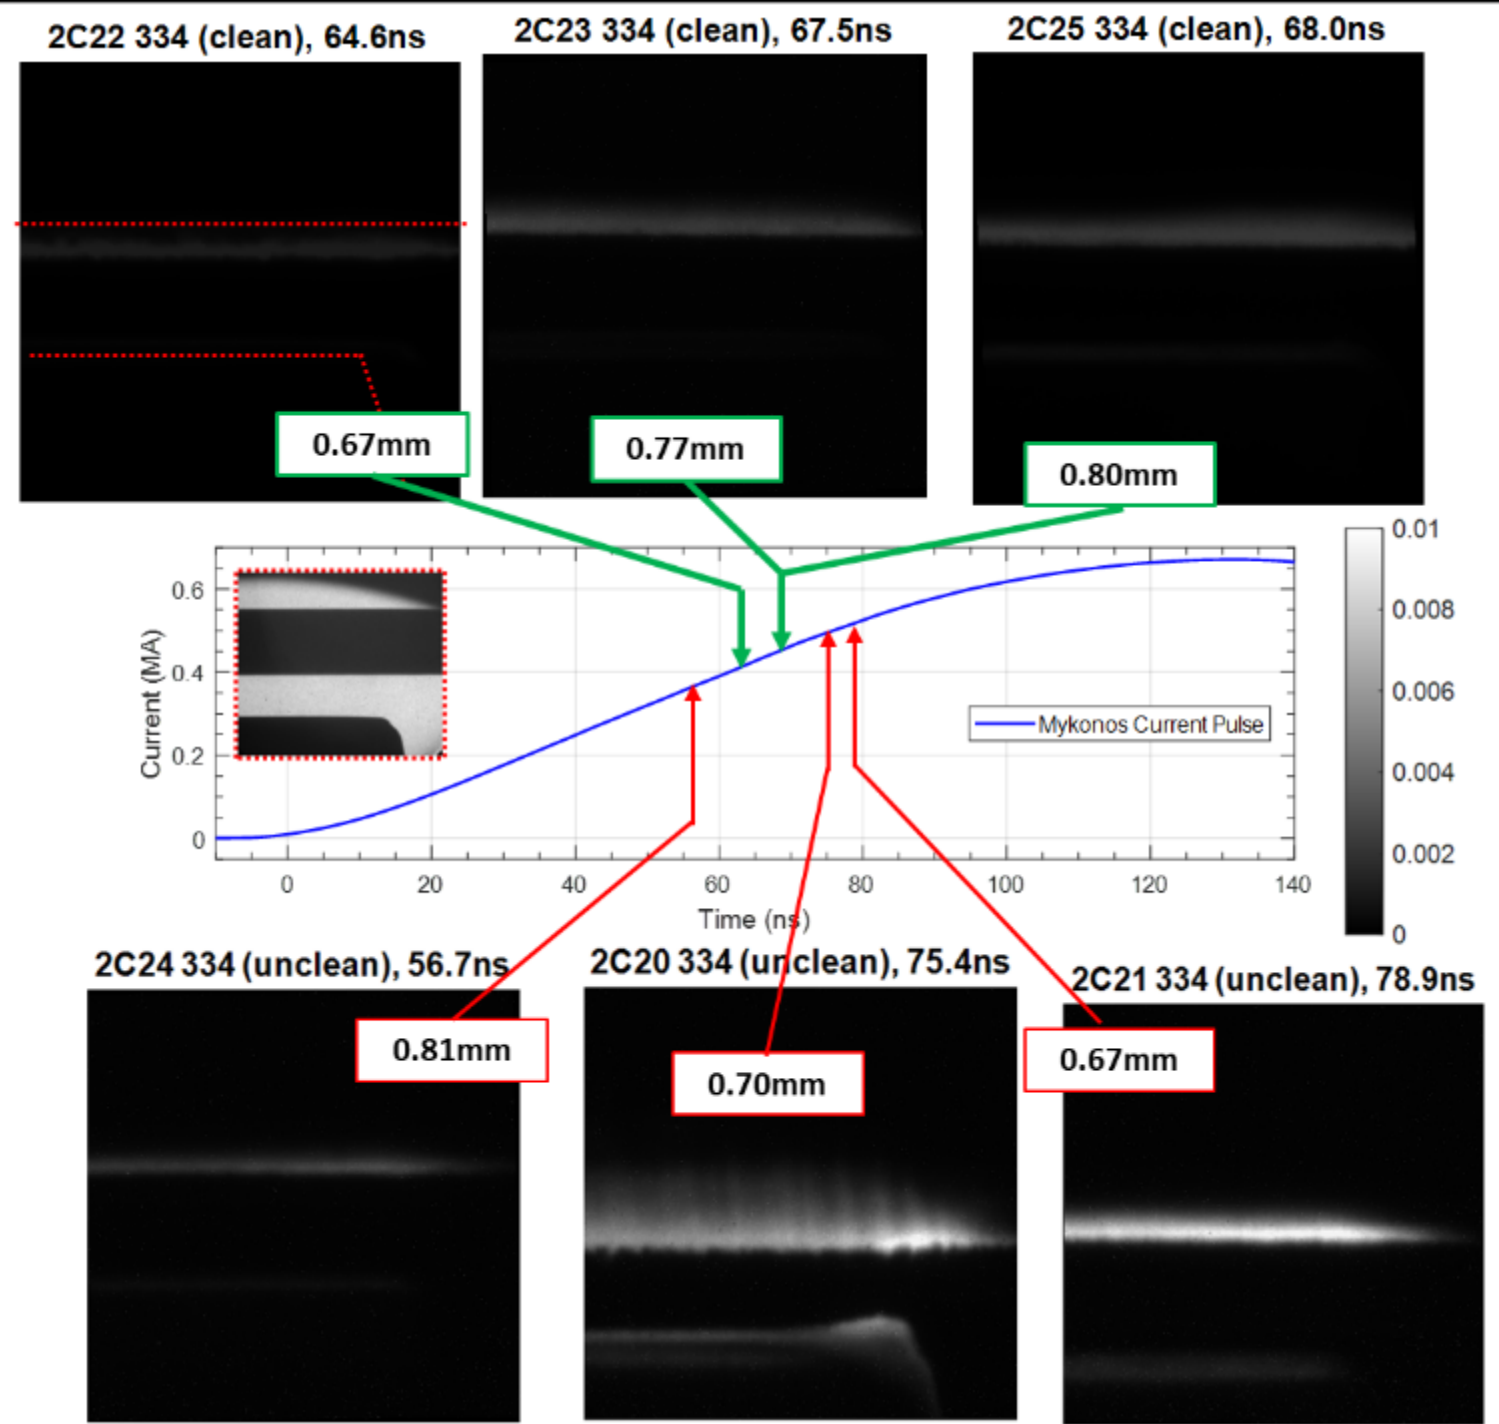 2C22 334 (clean), 64.6ns
2C23 334 (clean), 67.5ns
2C25 334 (clean), 68.0ns
0.67mm
0.77mm
0.80mm
Current (MA)
0.6
0.4
0.2
0
Mykonos Current Pulse
0
20
40
60
80
100
120
140
Time (ns)
0.01
0.008
0.006
0.004
0.002
0
2C24 334 (unclean), 56.7ns
2C20 334 (unclean), 75.4ns
2C21 334 (unclean), 78.9ns
0.81mm
0.70mm
0.67mm